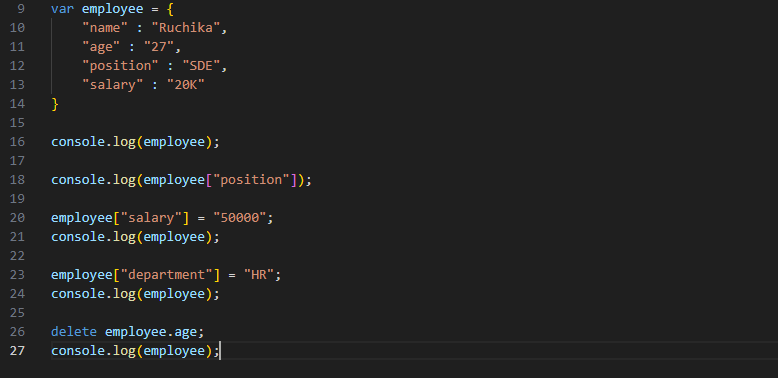 9 var employee = {
10 "name" : "Ruchika",
11 "age" : "27",
12 "position" : "SDE",
13 "salary" : "20K"
14 }
15
16 console.log(employee);
17
18 console.log(employee["position"]);
19
20 employee["salary"] = "50000";
21 console.log(employee);
22
23 employee["department"] = "HR";
24 console.log(employee);
25
26 delete employee.age;
27 console.log(employee);